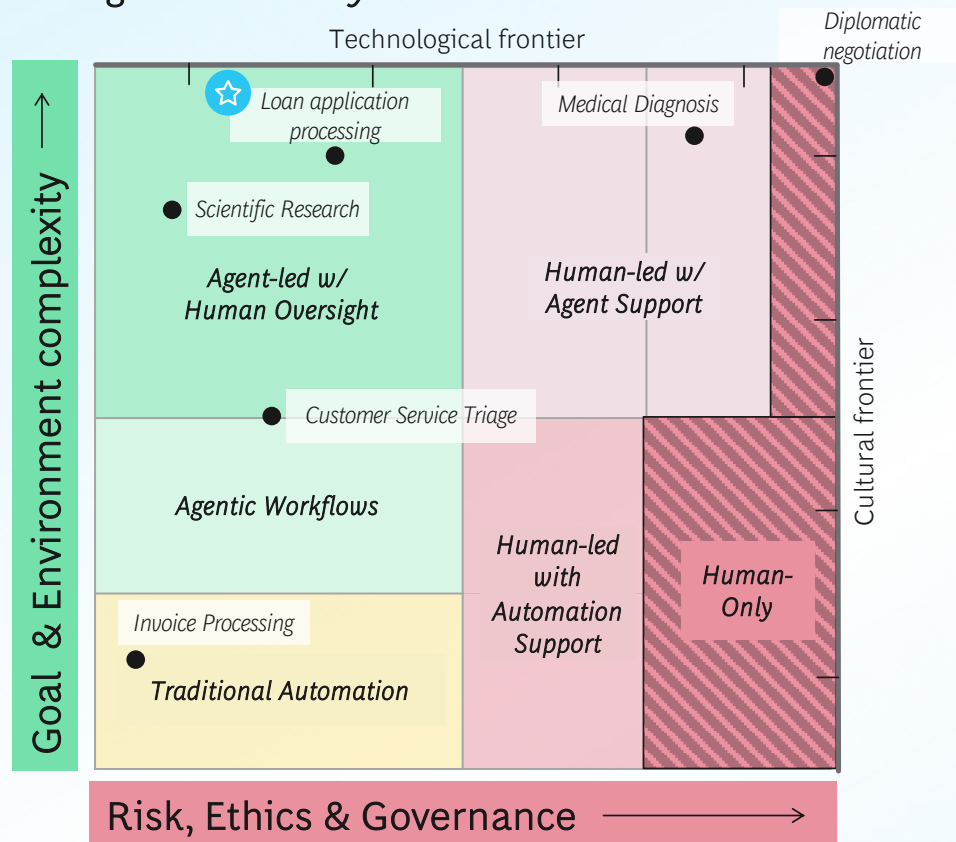 Technological frontier
Diplomatic
negotiation
Loan application
processing
Medical Diagnosis
Scientific Research
Agent-led w/
Human Oversight
Human-led w/
Agent Support
Goal & Environment complexity
Cultural frontier
Customer Service Triage
Agentic Workflows
Human-led
with
Automation
Support
Human-
Only
Invoice Processing
Traditional Automation
Risk, Ethics & Governance